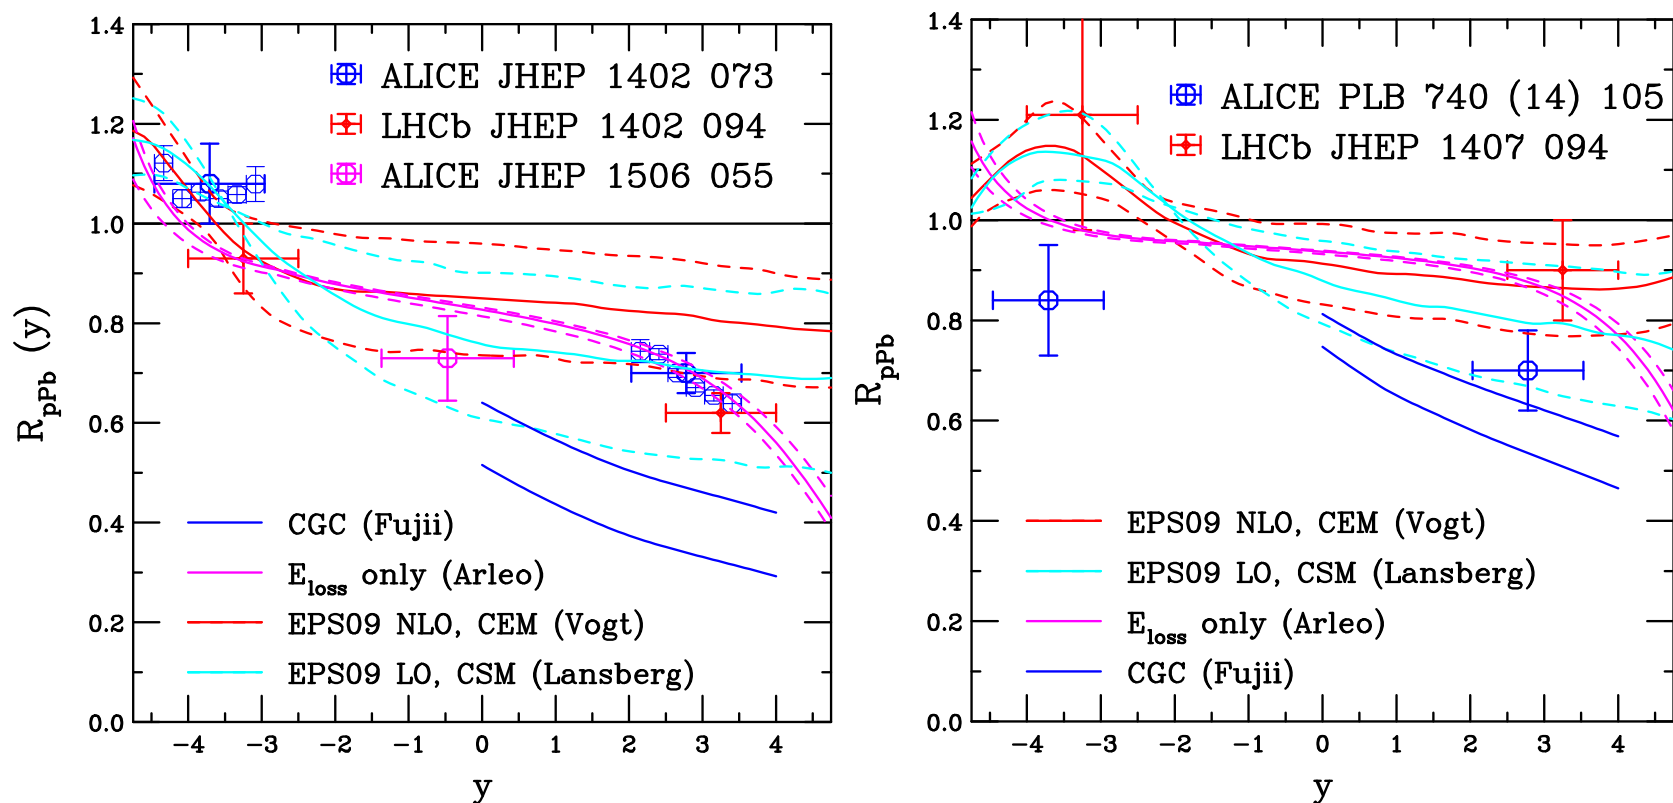 1.4
1.2
1.0
0.8
0.6
0.4
0.2
0.0
R_pPb (y)
ALICE JHEP 1402 073
LHCb JHEP 1402 094
ALICE JHEP 1506 055
CGC (Fujii)
E_loss only (Arleo)
EPS09 NLO, CEM (Vogt)
EPS09 LO, CSM (Lansberg)
−4 −3 −2 −1 0 1 2 3 4
y
1.4
1.2
1.0
0.8
0.6
0.4
0.2
0.0
R_pPb
ALICE PLB 740 (14) 105
LHCb JHEP 1407 094
EPS09 NLO, CEM (Vogt)
EPS09 LO, CSM (Lansberg)
E_loss only (Arleo)
CGC (Fujii)
−4 −3 −2 −1 0 1 2 3 4
y